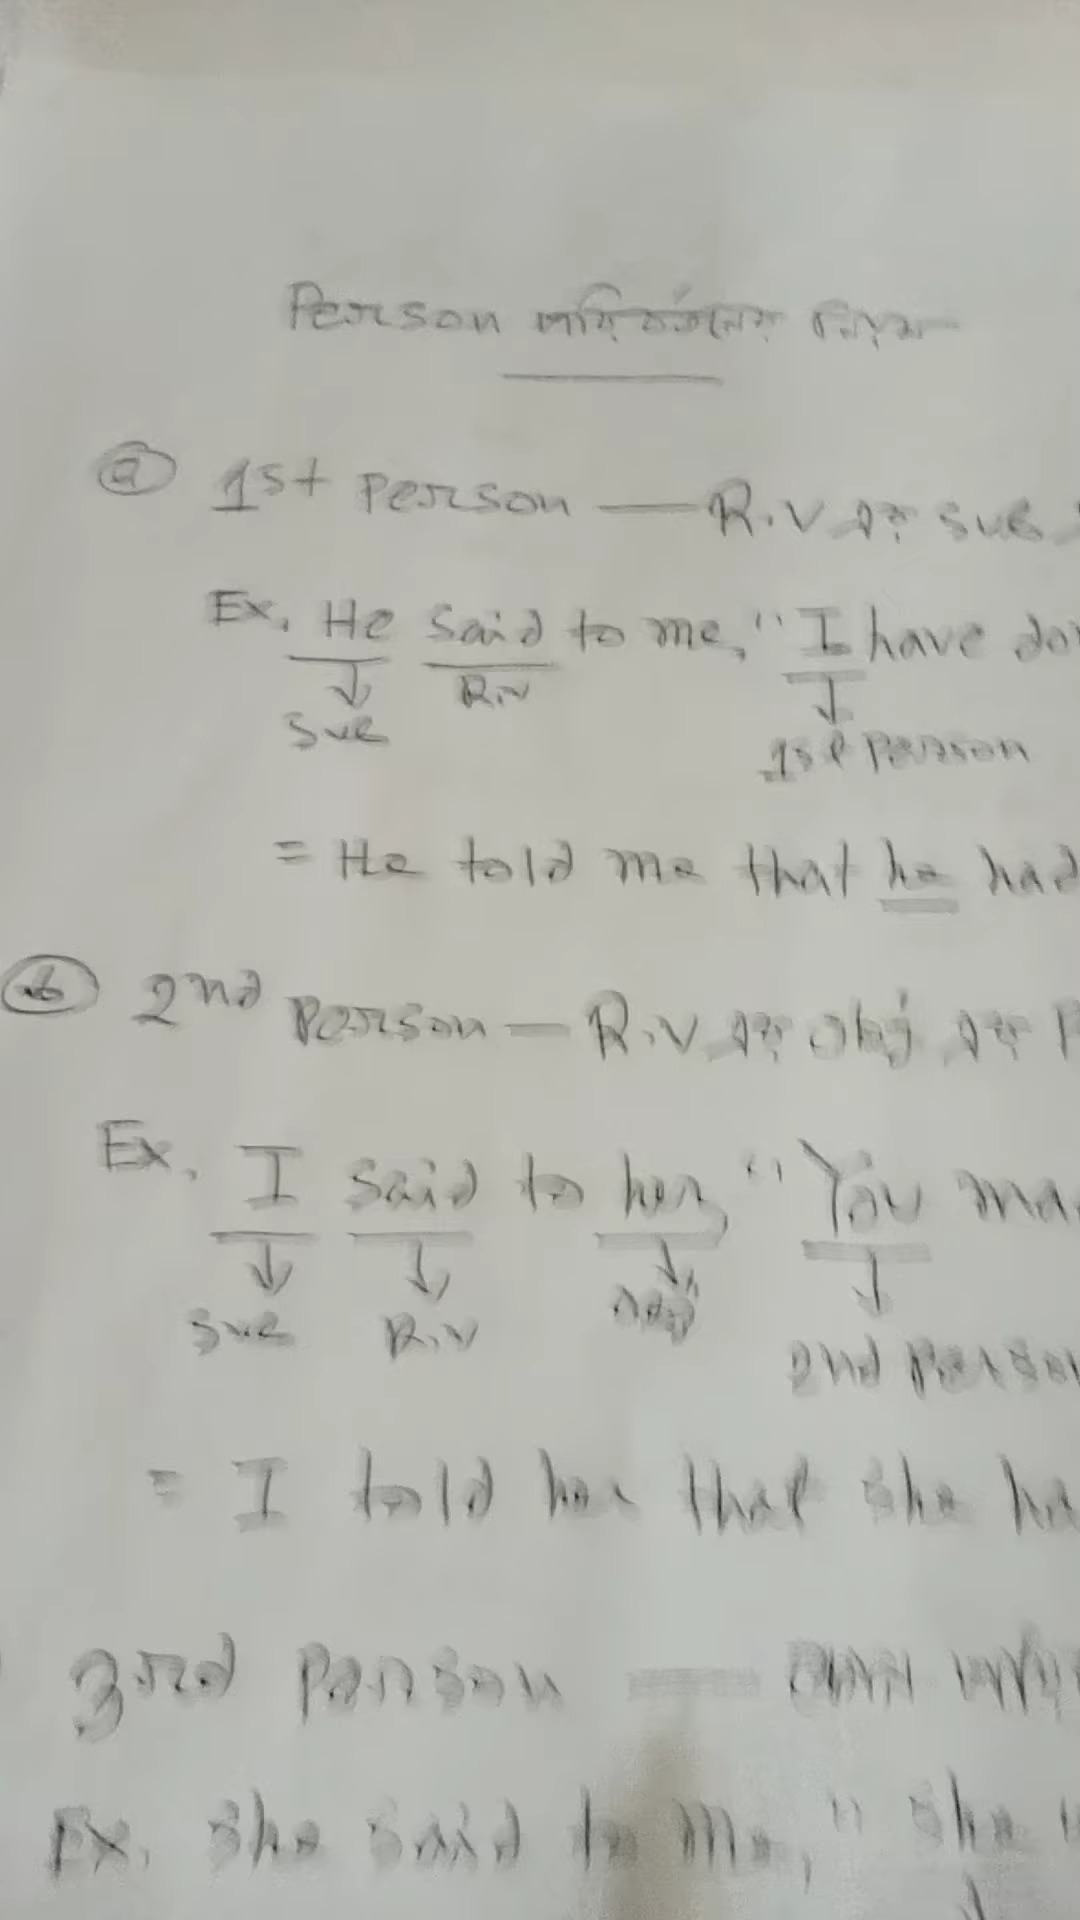 Person পরিবর্তনের নিয়ম
ⓐ 1st Person — R.V এর sub
Ex. He said to me, "I have do
Sub R.V 1st Person
= He told me that he had
ⓑ 2nd Person — R.V এর obj এর P
Ex. I said to her, "You ma
Sub R.V obj 2nd Person
= I told her that she ha
3rd Person —
Ex. She said to me, "She